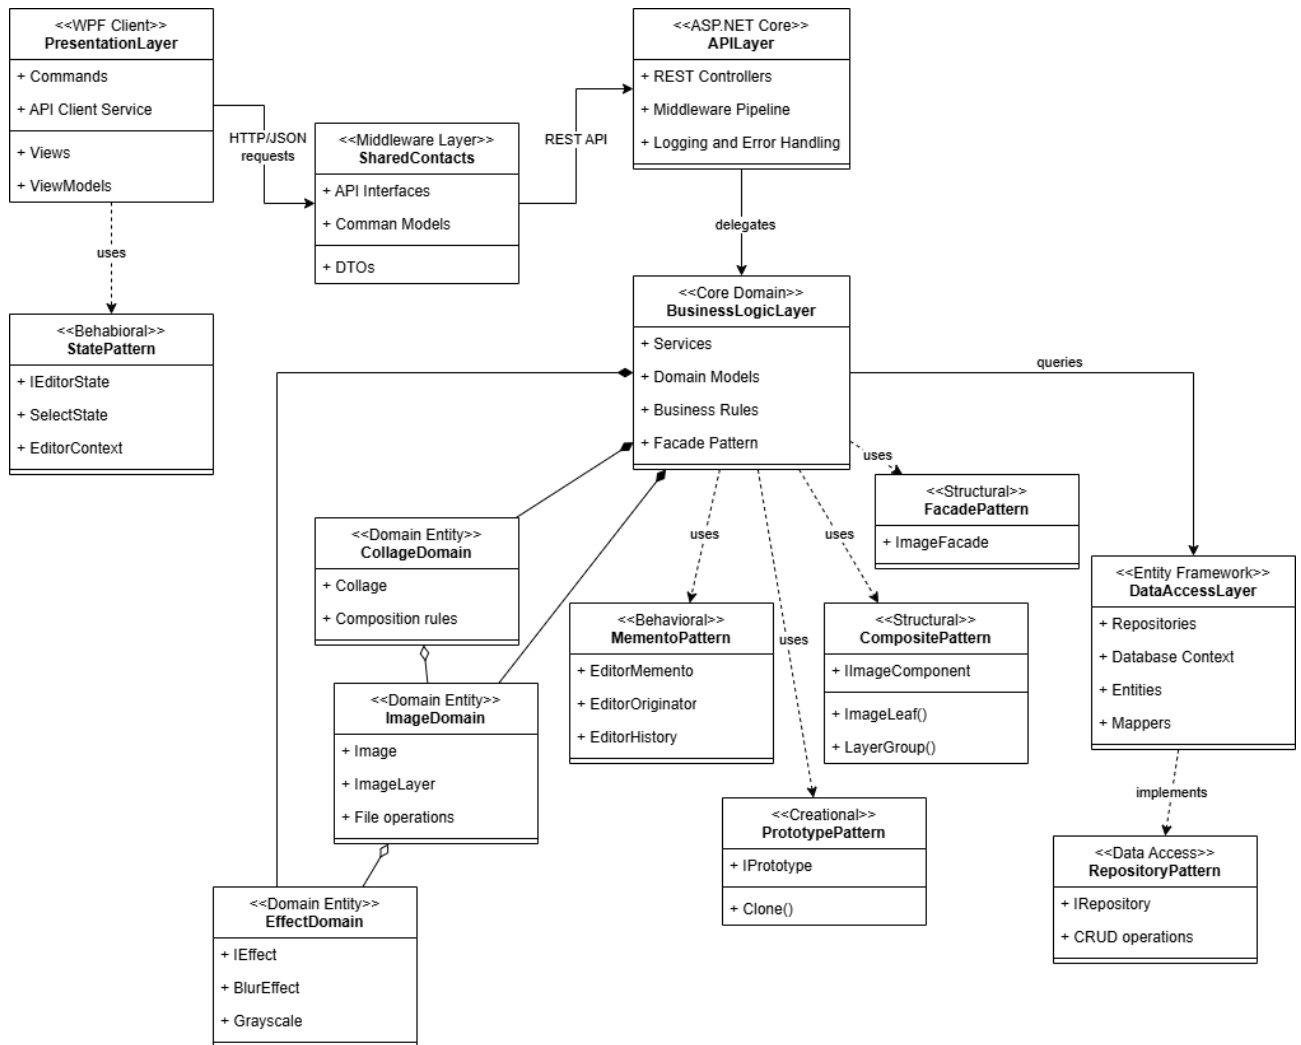 <<WPF Client>>
PresentationLayer
+ Commands
+ API Client Service
+ Views
+ ViewModels
HTTP/JSON
requests
<<Middleware Layer>>
SharedContacts
+ API Interfaces
+ Comman Models
+ DTOs
REST API
<<ASP.NET Core>>
APILayer
+ REST Controllers
+ Middleware Pipeline
+ Logging and Error Handling
delegates
uses
<<Behabioral>>
StatePattern
+ IEditorState
+ SelectState
+ EditorContext
<<Core Domain>>
BusinessLogicLayer
+ Services
+ Domain Models
+ Business Rules
+ Facade Pattern
queries
uses
<<Structural>>
FacadePattern
+ ImageFacade
<<Domain Entity>>
CollageDomain
+ Collage
+ Composition rules
uses
uses
uses
<<Behavioral>>
MementoPattern
+ EditorMemento
+ EditorOriginator
+ EditorHistory
<<Structural>>
CompositePattern
+ IImageComponent
+ ImageLeaf()
+ LayerGroup()
<<Entity Framework>>
DataAccessLayer
+ Repositories
+ Database Context
+ Entities
+ Mappers
<<Domain Entity>>
ImageDomain
+ Image
+ ImageLayer
+ File operations
<<Creational>>
PrototypePattern
+ IPrototype
+ Clone()
implements
<<Data Access>>
RepositoryPattern
+ IRepository
+ CRUD operations
<<Domain Entity>>
EffectDomain
+ IEffect
+ BlurEffect
+ Grayscale